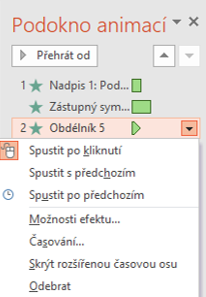 Podokno animací
Přehrát od
1 Nadpis 1: Pod...
Zástupný sym...
2 Obdélník 5
Spustit po kliknutí
Spustit s předchozím
Spustit po předchozím
Možnosti efektu...
Časování...
Skrýt rozšířenou časovou osu
Odebrat